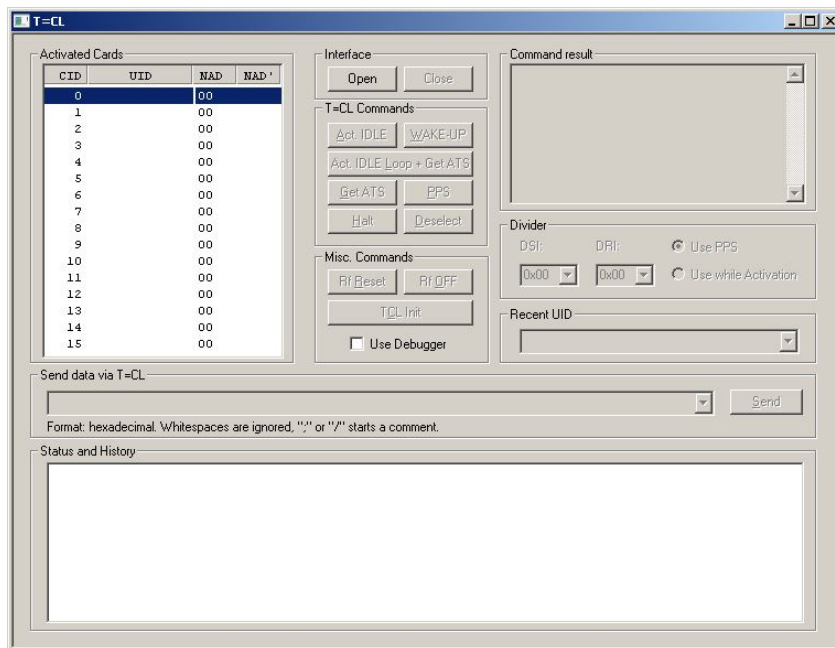 T=CL
Activated Cards
CID UID NAD NAD'
0 00
1 00
2 00
3 00
4 00
5 00
6 00
7 00
8 00
9 00
10 00
11 00
12 00
13 00
14 00
15 00
Interface
Open Close
T=CL Commands
Act. IDLE WAKE-UP
Act. IDLE Loop + Get ATS
Get ATS PPS
Halt Deselect
Misc. Commands
Rf Reset Rf OFF
TCL Init
Use Debugger
Command result
Divider
DSI: DRI: Use PPS
0x00 0x00 Use while Activation
Recent UID
Send data via T=CL
Send
Format: hexadecimal. Whitespaces are ignored, ";" or "/" starts a comment.
Status and History